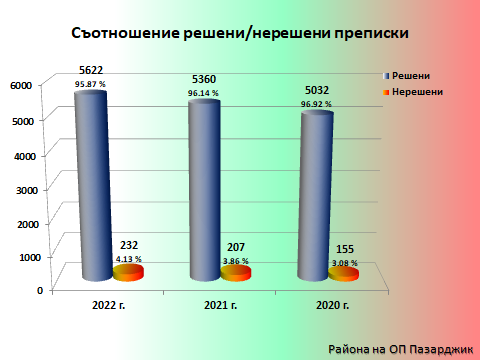 Съотношение решени/нерешени преписки
5622
95.87 %
5360
96.14 %
5032
96.92 %
Решени
Нерешени
6000
5000
4000
3000
2000
1000
0
232
4.13 %
207
3.86 %
155
3.08 %
2022 г.
2021 г.
2020 г.
Района на ОП Пазарджик